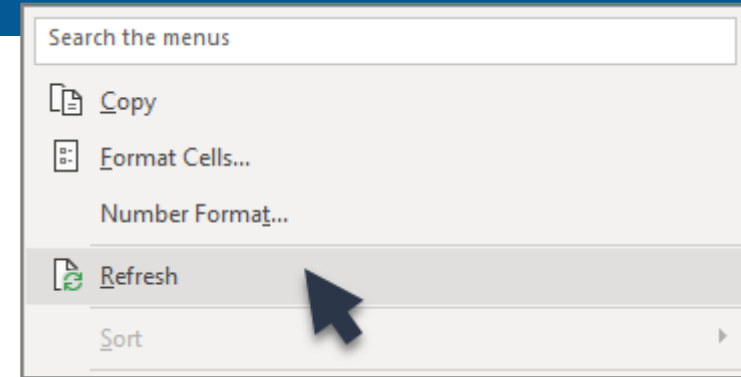 Search the menus
Copy
Format Cells...
Number Format...
Refresh
Sort